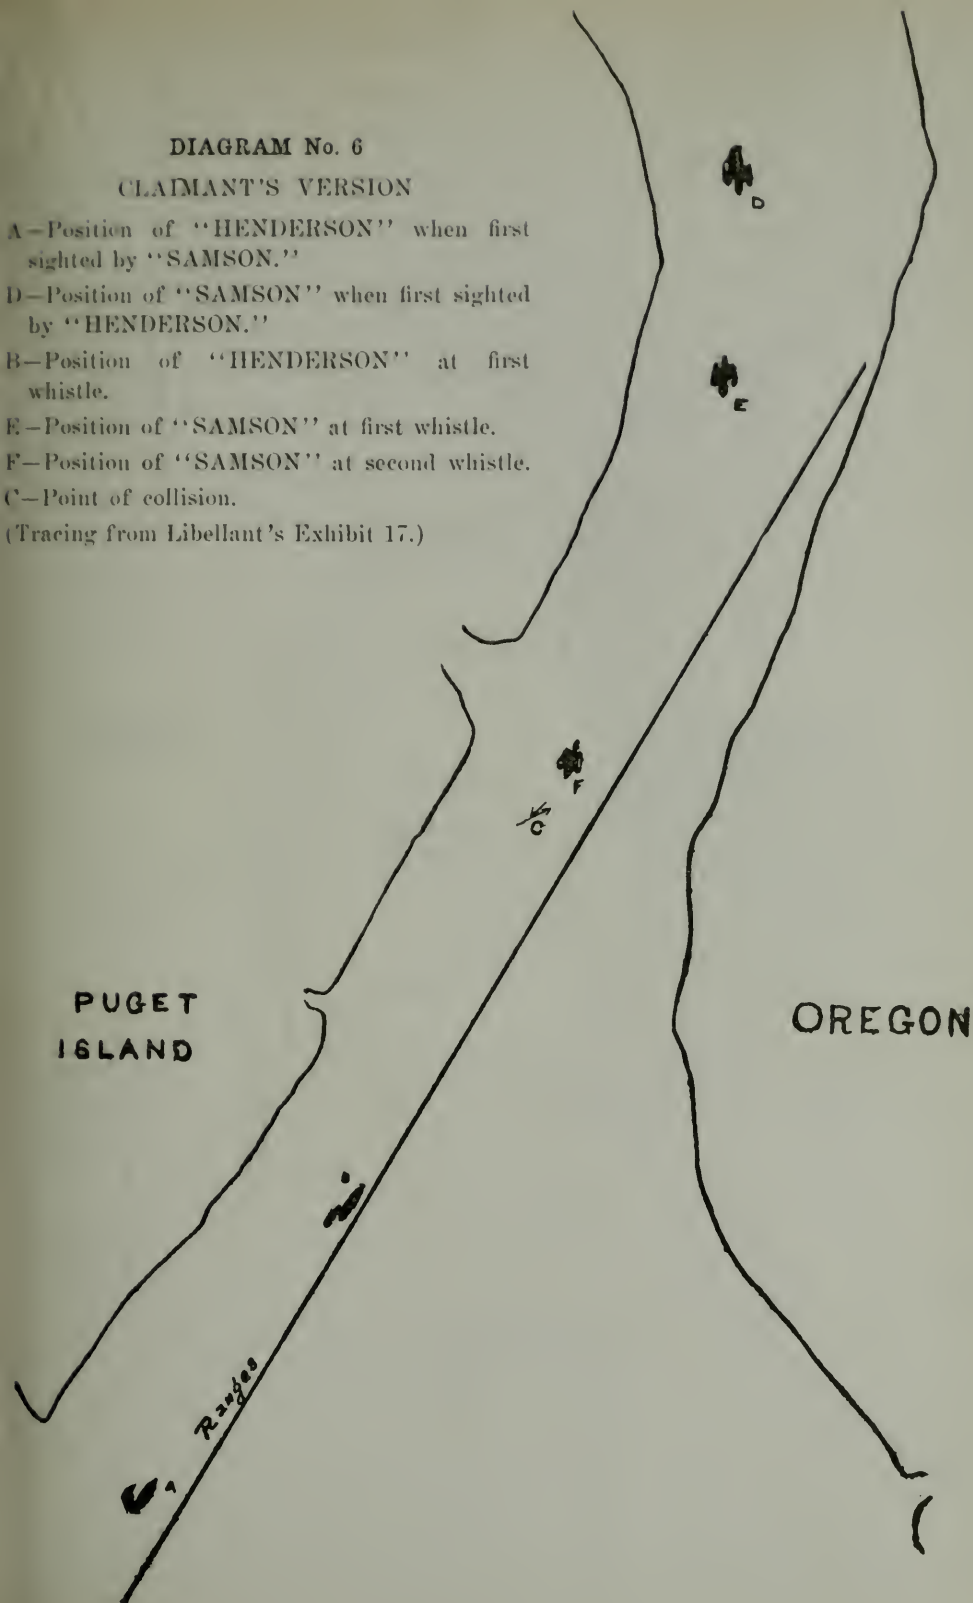 DIAGRAM No. 6
CLAIMANT'S VERSION
A—Position of "HENDERSON" when first
sighted by "SAMSON."
D—Position of "SAMSON" when first sighted
by "HENDERSON."
B—Position of "HENDERSON" at first
whistle.
E—Position of "SAMSON" at first whistle.
F—Position of "SAMSON" at second whistle.
C—Point of collision.
(Tracing from Libellant's Exhibit 17.)
D
E
F
C
PUGET
ISLAND
OREGON
Ranges
A